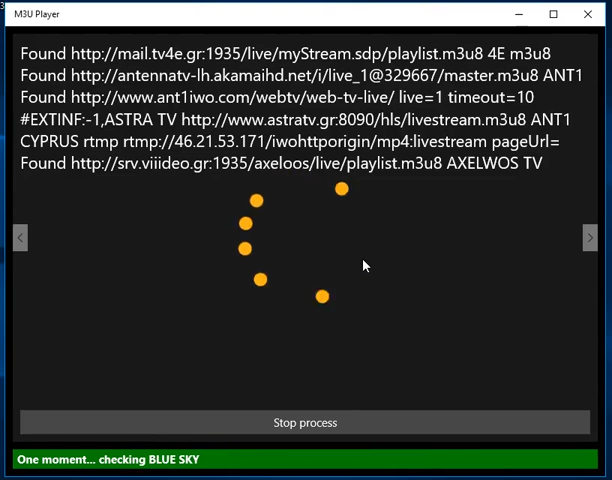 M3U Player
Found http://mail.tv4e.gr:1935/live/myStream.sdp/playlist.m3u8 4E m3u8
Found http://antennatv-lh.akamaihd.net/i/live_1@329667/master.m3u8 ANT1
Found http://www.ant1iwo.com/webtv/web-tv-live/ live=1 timeout=10
#EXTINF:-1,ASTRA TV http://www.astratv.gr:8090/hls/livestream.m3u8 ANT1
CYPRUS rtmp rtmp://46.21.53.171/iwohttporigin/mp4:livestream pageUrl=
Found http://srv.viiideo.gr:1935/axeloos/live/playlist.m3u8 AXELWOS TV
Stop process
One moment... checking BLUE SKY